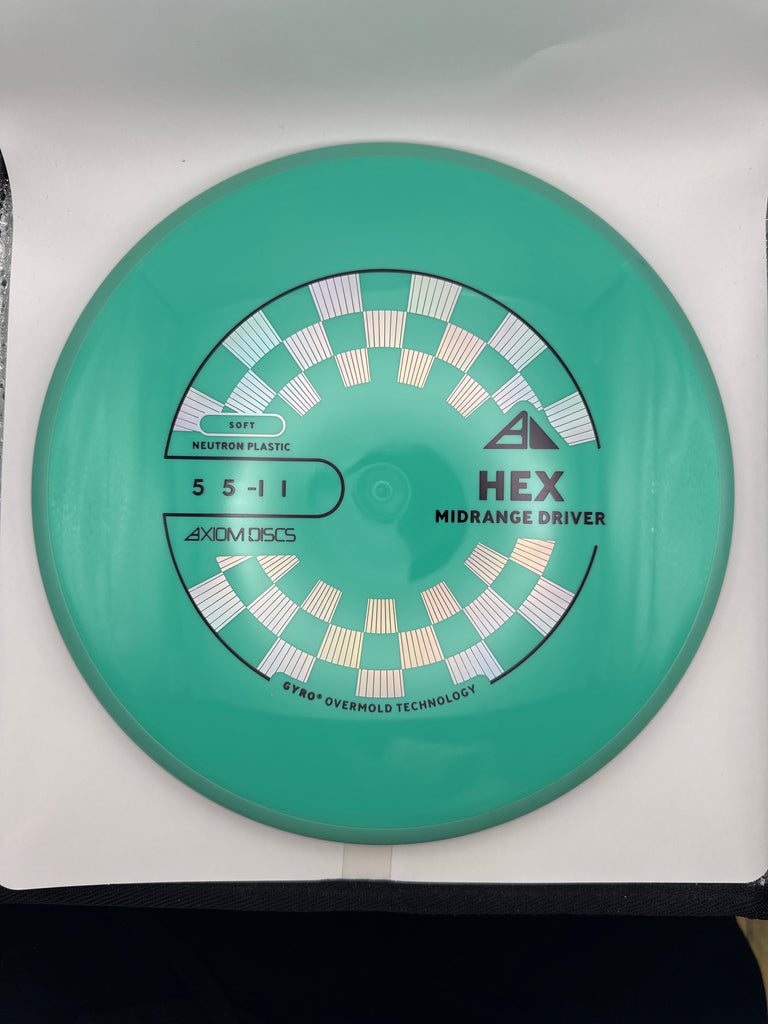 SOFT
NEUTRON PLASTIC
5 5 -1 1
AXIOM DISCS
HEX
MIDRANGE DRIVER
GYRO® OVERMOLD TECHNOLOGY